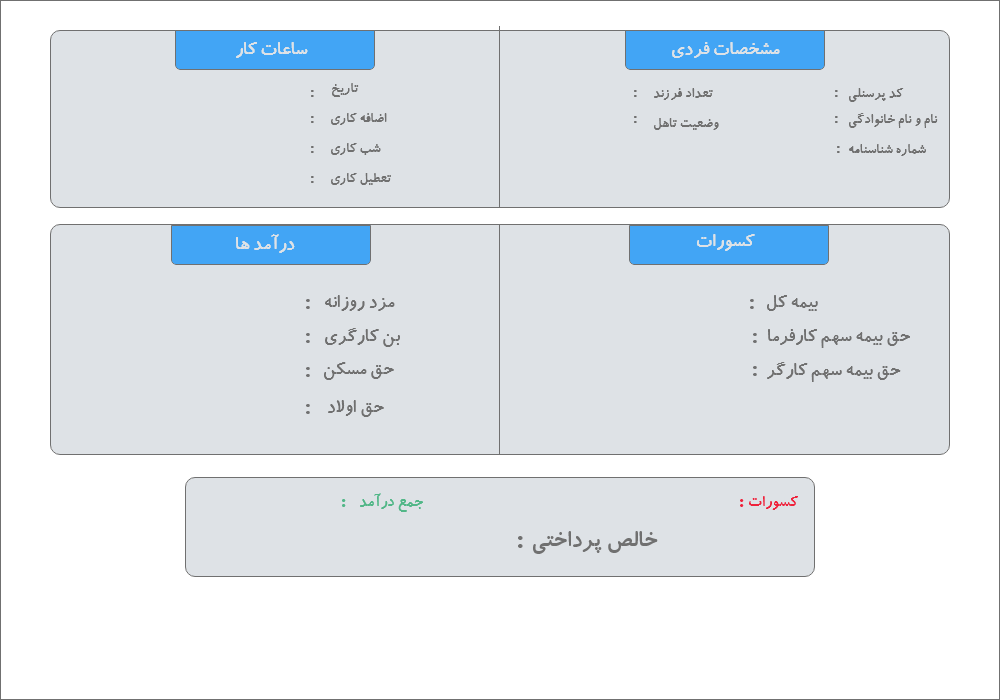 مشخصات فردی
کد پرسنلی :
نام و نام خانوادگی :
شماره شناسنامه :
تعداد فرزند :
وضعیت تاهل :
ساعات کار
تاریخ :
اضافه کاری :
شب کاری :
تعطیل کاری :
کسورات
بیمه کل :
حق بیمه سهم کارفرما :
حق بیمه سهم کارگر :
درآمد ها
مزد روزانه :
بن کارگری :
حق مسکن :
حق اولاد :
کسورات :
جمع درآمد :
خالص پرداختی :